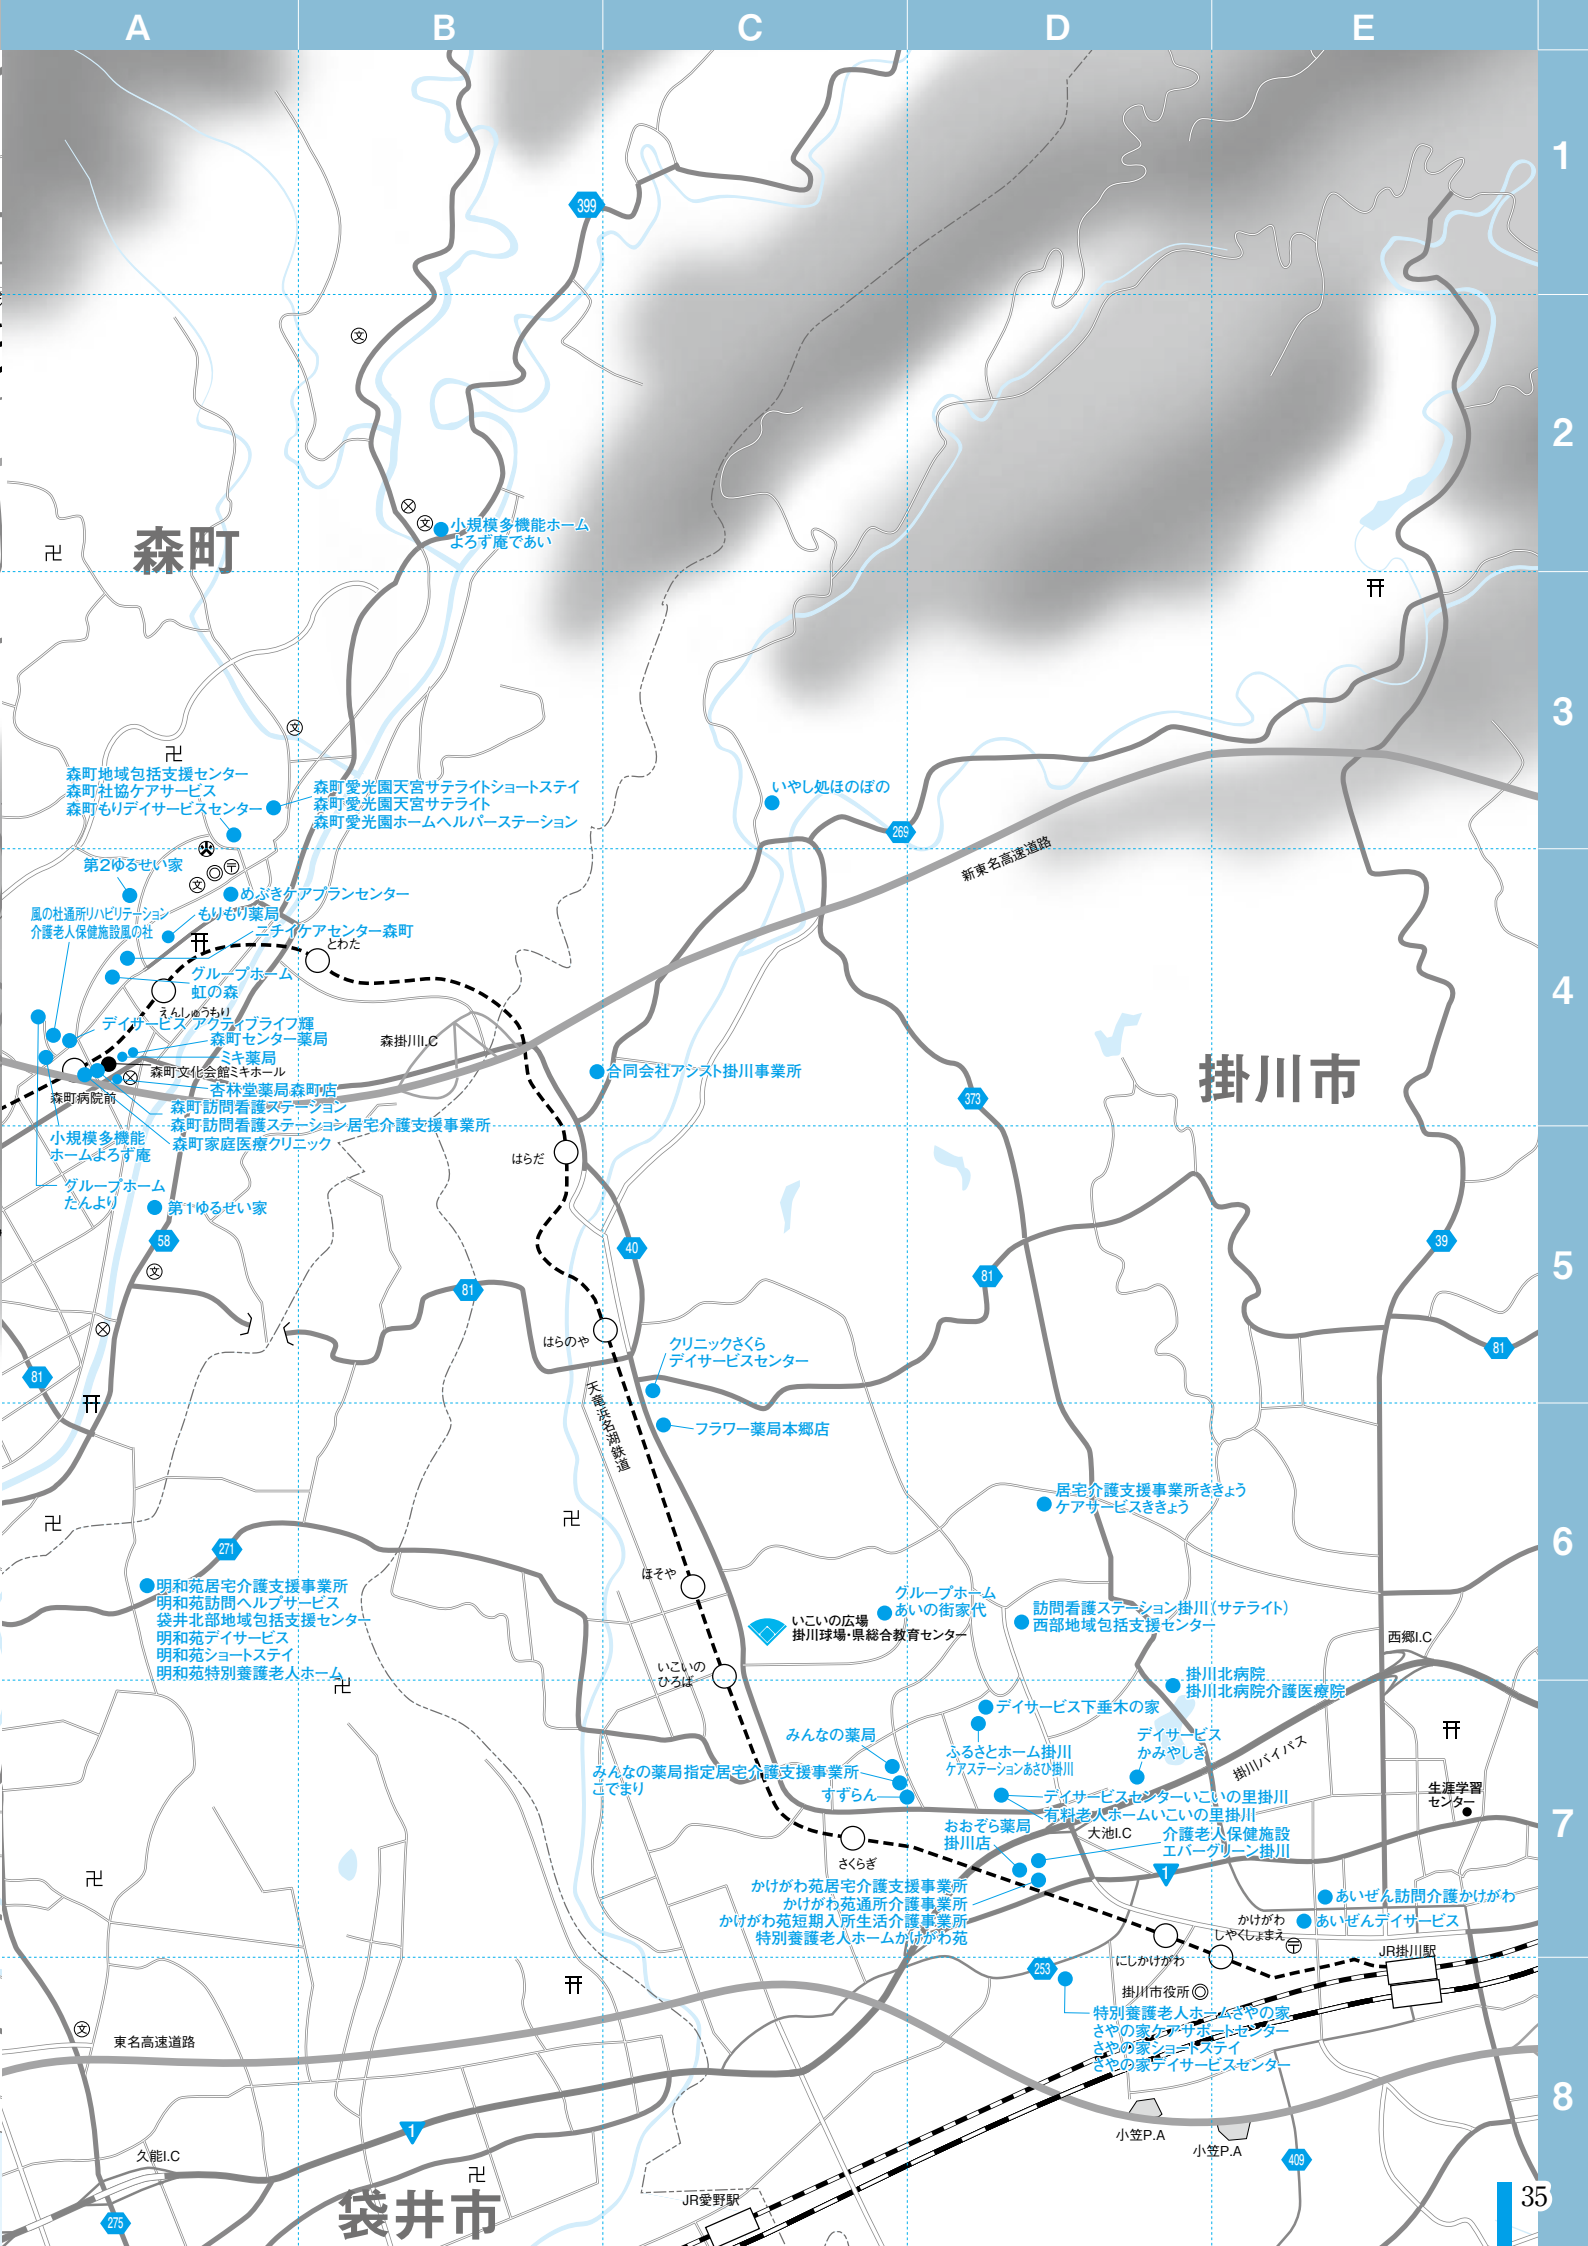 A
B
C
D
E
1
2
3
4
5
6
7
8
399
文
文
小規模多機能ホーム
よろず庵であい
森町
文
森町地域包括支援センター
森町社協ケアサービス
森町もりデイサービスセンター
森町愛光園天宮サテライトショートステイ
森町愛光園天宮サテライト
森町愛光園ホームヘルパーステーション
いやし処ほのぼの
269
新東名高速道路
第2ゆるせい家
文
めぶきケアプランセンター
風の杜通所リハビリテーション
介護老人保健施設風の杜
もりもり薬局
ニチイケアセンター森町
とわた
グループホーム
虹の森
えんしゅうもり
デイサービス アクティブライフ輝
森町センター薬局
ミキ薬局
森町文化会館ミキホール
杏林堂薬局森町店
森町病院前
森町訪問看護ステーション
森町訪問看護ステーション居宅介護支援事業所
森町家庭医療クリニック
小規模多機能
ホームよろず庵
グループホーム
たんより
森掛川I.C
合同会社アシスト掛川事業所
373
掛川市
はらだ
第1ゆるせい家
58
文
40
39
81
81
81
81
はらのや
クリニックさくら
デイサービスセンター
天竜浜名湖鉄道
フラワー薬局本郷店
居宅介護支援事業所ききょう
ケアサービスききょう
271
明和苑居宅介護支援事業所
明和苑訪問ヘルプサービス
袋井北部地域包括支援センター
明和苑デイサービス
明和苑ショートステイ
明和苑特別養護老人ホーム
ほそや
グループホーム
あいの街家代
いこいの広場
掛川球場・県総合教育センター
訪問看護ステーション掛川(サテライト)
西部地域包括支援センター
西郷I.C
いこいの
ひろば
掛川北病院
掛川北病院介護医療院
デイサービス下垂木の家
みんなの薬局
ふるさとホーム掛川
ケアステーションあさひ掛川
デイサービス
かみやしき
掛川バイパス
みんなの薬局指定居宅介護支援事業所
こでまり
すずらん
デイサービスセンターいこいの里掛川
有料老人ホームいこいの里掛川
生涯学習
センター
おおぞら薬局
掛川店
大池I.C
介護老人保健施設
エバーグリーン掛川
さくらぎ
1
かけがわ苑居宅介護支援事業所
かけがわ苑通所介護事業所
かけがわ苑短期入所生活介護事業所
特別養護老人ホームかけがわ苑
あいぜん訪問介護かけがわ
あいぜんデイサービス
かけがわ
しやくしょまえ
にしかけがわ
JR掛川駅
253
掛川市役所
特別養護老人ホームさやの家
さやの家ケアサポートセンター
さやの家ショートステイ
さやの家デイサービスセンター
文
東名高速道路
1
小笠P.A
小笠P.A
409
久能I.C
袋井市
275
JR愛野駅
35